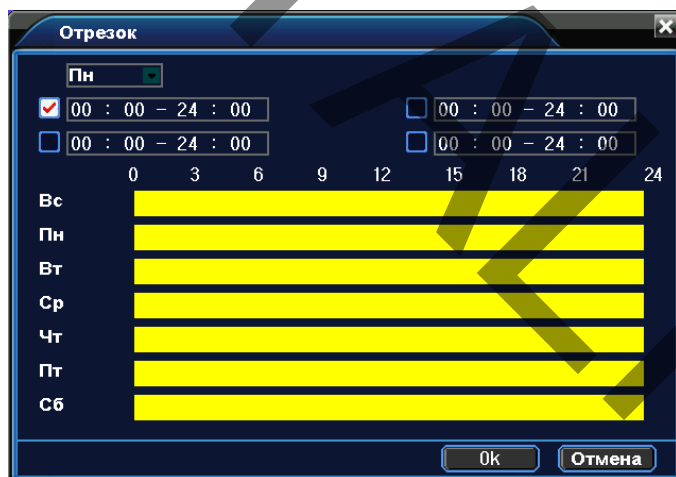 Отрезок
Пн
00 : 00 - 24 : 00 00 : 00 - 24 : 00
00 : 00 - 24 : 00 00 : 00 - 24 : 00
0 3 6 9 12 15 18 21 24
Вс
Пн
Вт
Ср
Чт
Пт
Сб
Ok Отмена